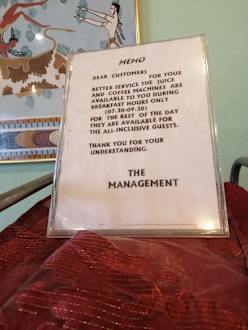 MEMO
DEAR CUSTOMERS FOR YOUR
BETTER SERVICE THE JUICE
AND COFFEE MACHINES ARE
AVAILABLE TO YOU DURING
BREAKFAST HOURS ONLY
(07.30-09.30)
FOR THE BEST OF THE DAY
THEY ARE AVAILABLE FOR
THE ALL-INCLUSIVE GUESTS.
THANK YOU FOR YOUR
UNDERSTANDING.
THE
MANAGEMENT